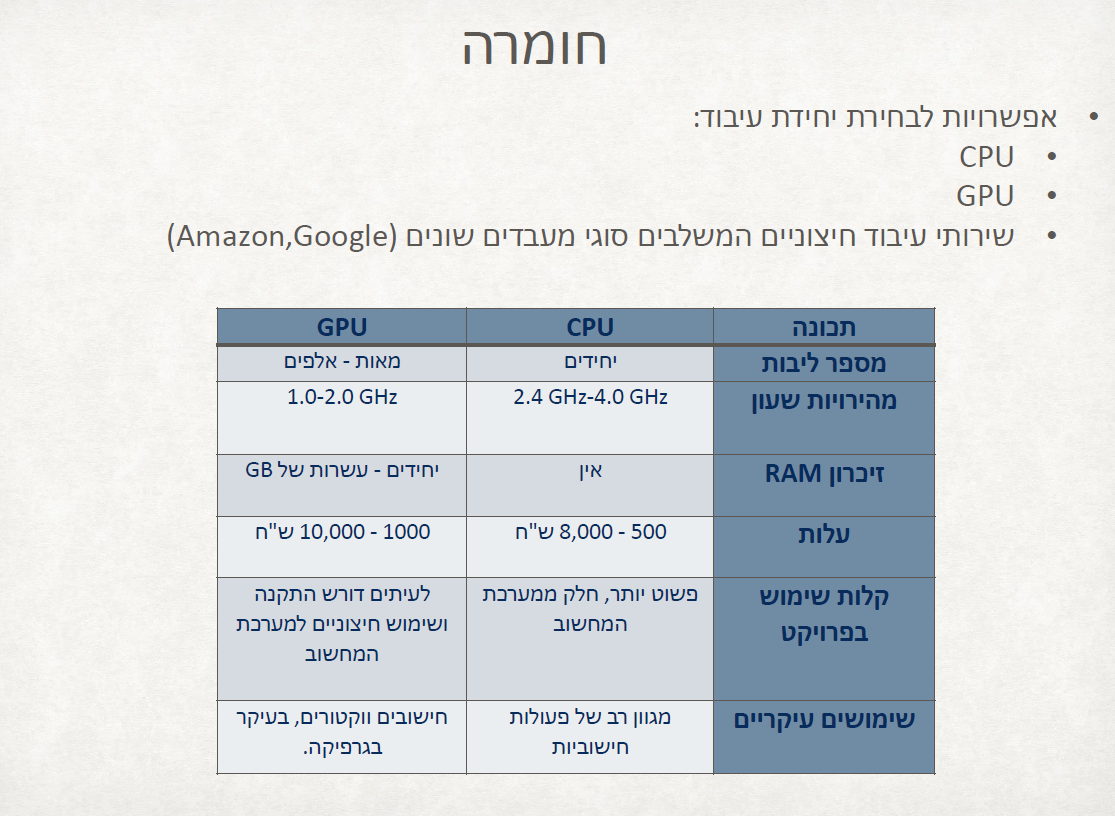 חומרה
• אפשרויות לבחירת יחידת עיבוד:
• CPU
• GPU
• שירותי עיבוד חיצוניים המשלבים סוגי מעבדים שונים (Amazon,Google)
תכונה CPU GPU
מספר ליבות יחידים מאות - אלפים
מהירויות שעון 2.4 GHz-4.0 GHz 1.0-2.0 GHz
זיכרון RAM אין יחידים - עשרות של GB
עלות 500 - 8,000 ש"ח 1000 - 10,000 ש"ח
קלות שימוש
בפרויקט
פשוט יותר, חלק ממערכת
המחשוב
לעיתים דורש התקנה
ושימוש חיצוניים למערכת
המחשוב
שימושים עיקריים
מגוון רב של פעולות
חישוביות
חישובים ווקטורים, בעיקר
בגרפיקה.